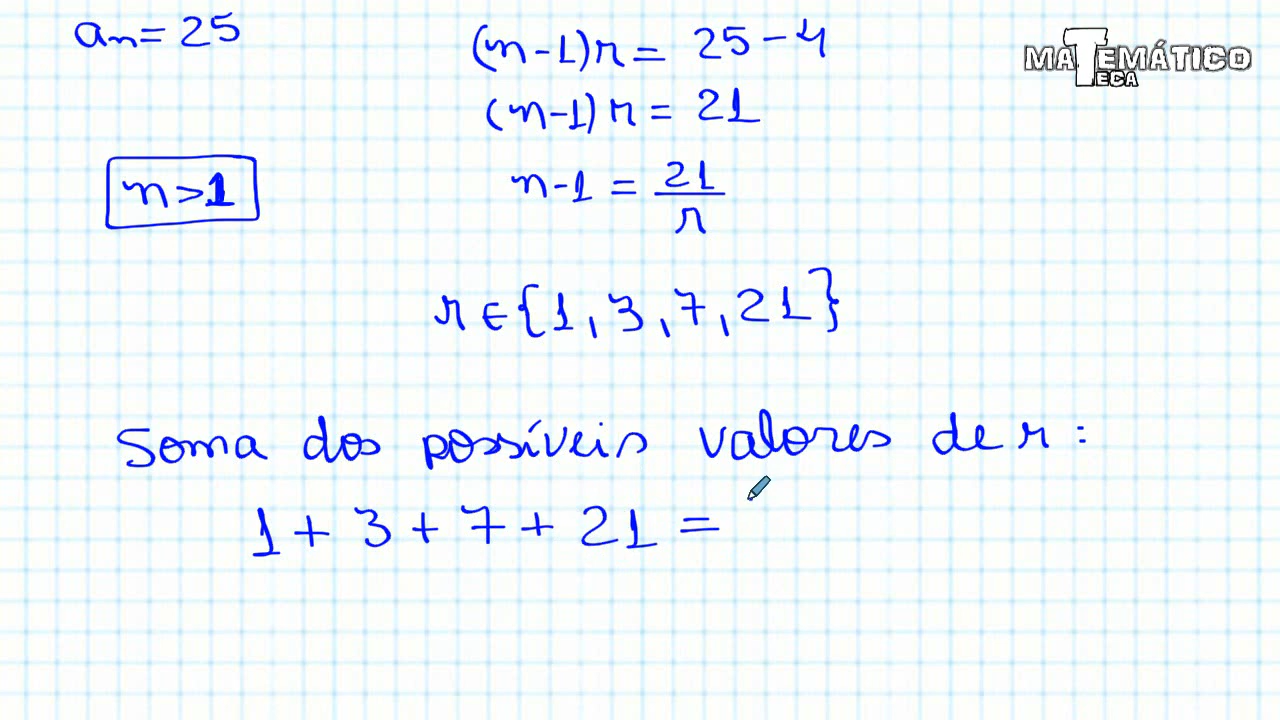 an = 25
(n-1)r = 25-4
MATEMÁTICO
TECA
(n-1)r = 21
n>1
n-1 = 21/r
r∈{1,3,7,21}
Soma dos possíveis valores de r:
1+3+7+21=